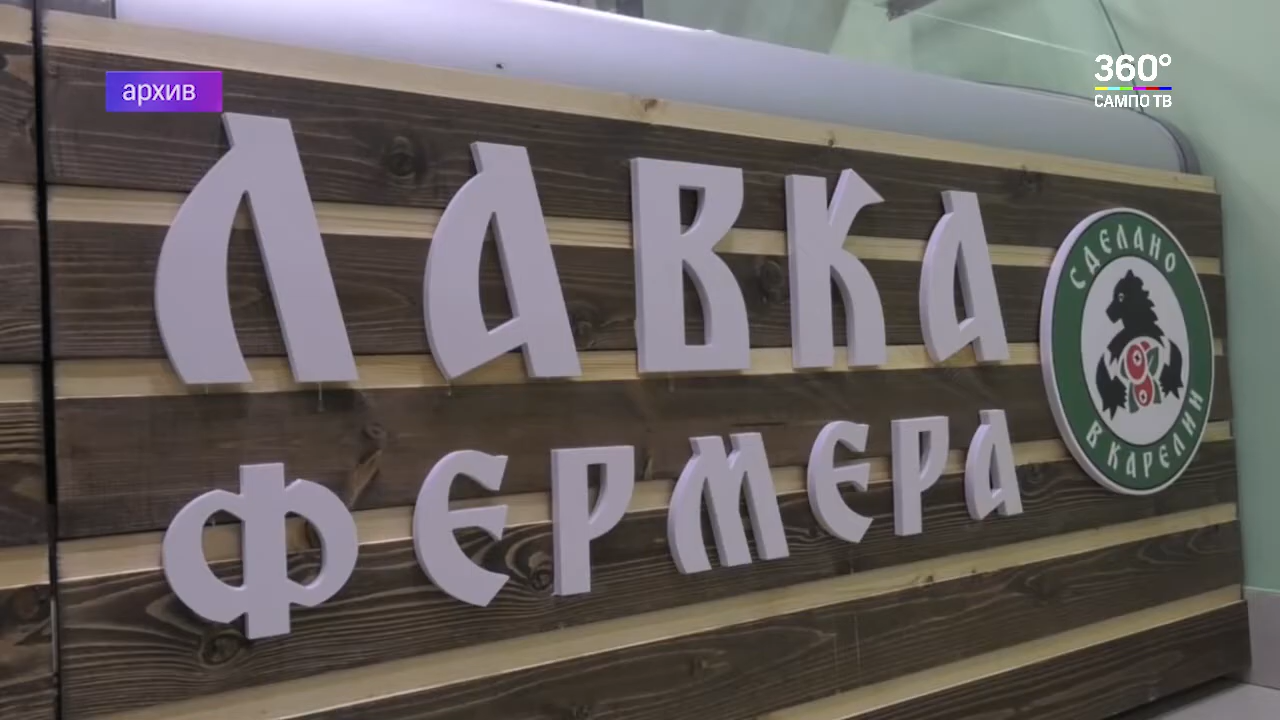 архив
360°
САМПО ТВ
ЛАВКА
ФЕРМЕРА
СДЕЛАНО
В КАРЕЛИИ